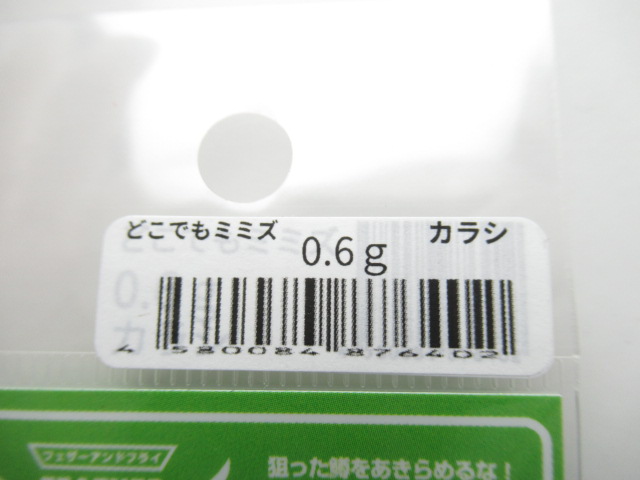 どこでもミミズ
0.6g
カラシ
4 580084 876402
フェザーアンドフライ
狙った鱒をあきらめるな!